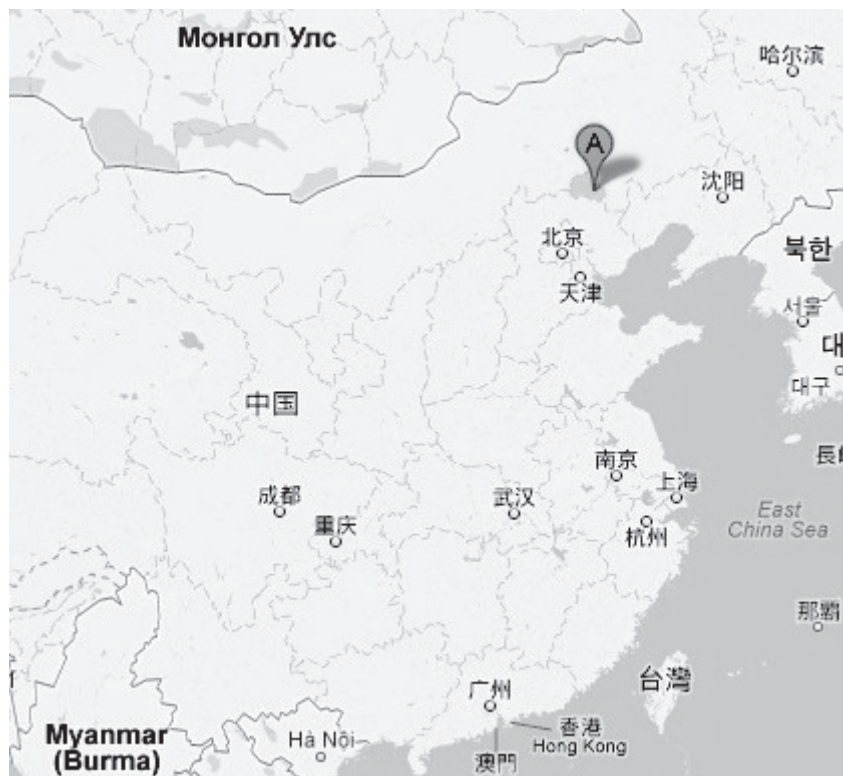 Монгол Улс
哈尔滨
A
沈阳
北京
북한
天津
서울
대
대구
中国
南京
長
成都
上海
武汉
East
China Sea
重庆
杭州
那覇
台灣
广州
香港
Hong Kong
Myanmar
(Burma)
Hà Nội
澳門